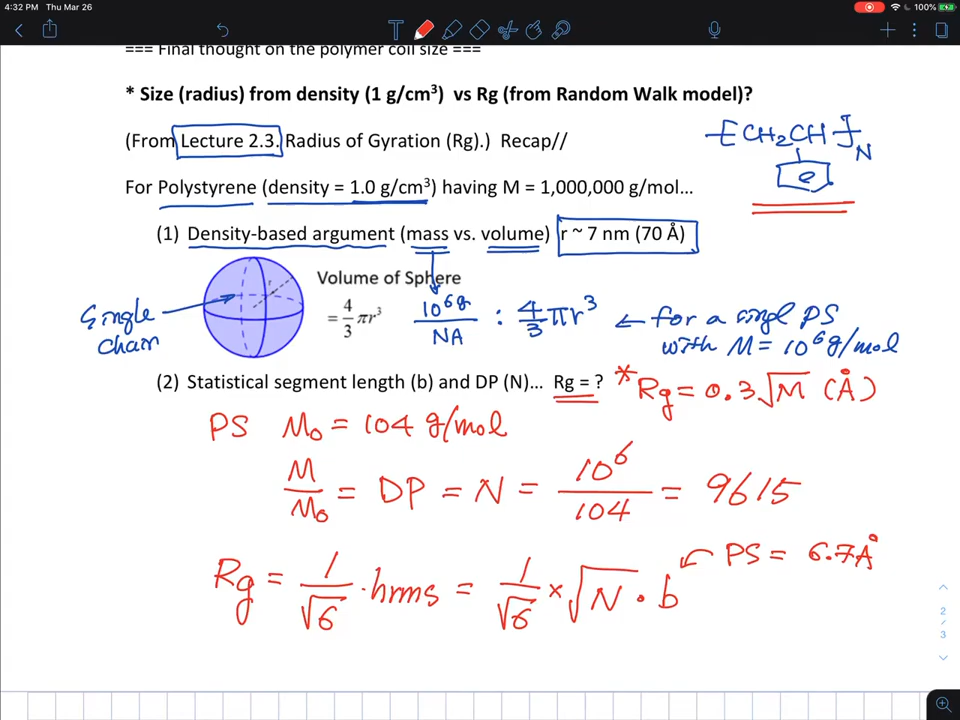 4:32 PM Thu Mar 26
100%
=== Final thought on the polymer coil size ===
* Size (radius) from density (1 g/cm³) vs Rg (from Random Walk model)?
(From Lecture 2.3. Radius of Gyration (Rg).) Recap//
-[CH₂CH]-N
For Polystyrene (density = 1.0 g/cm³) having M = 1,000,000 g/mol…
(1) Density-based argument (mass vs. volume) r ~ 7 nm (70 Å)
Volume of Sphere
= 4/3 πr³
r
Single chain
10⁶g/NA : 4/3 πr³ ← for a singl PS
with M = 10⁶g/mol
(2) Statistical segment length (b) and DP (N)… Rg = ? * Rg = 0.3√M (Å)
PS M₀ = 104 g/mol
M/M₀ = DP = N = 10⁶/104 = 9615
Rg = 1/√6 · hrms = 1/√6 × √N · b
PS = 6.7Å
2
/
3